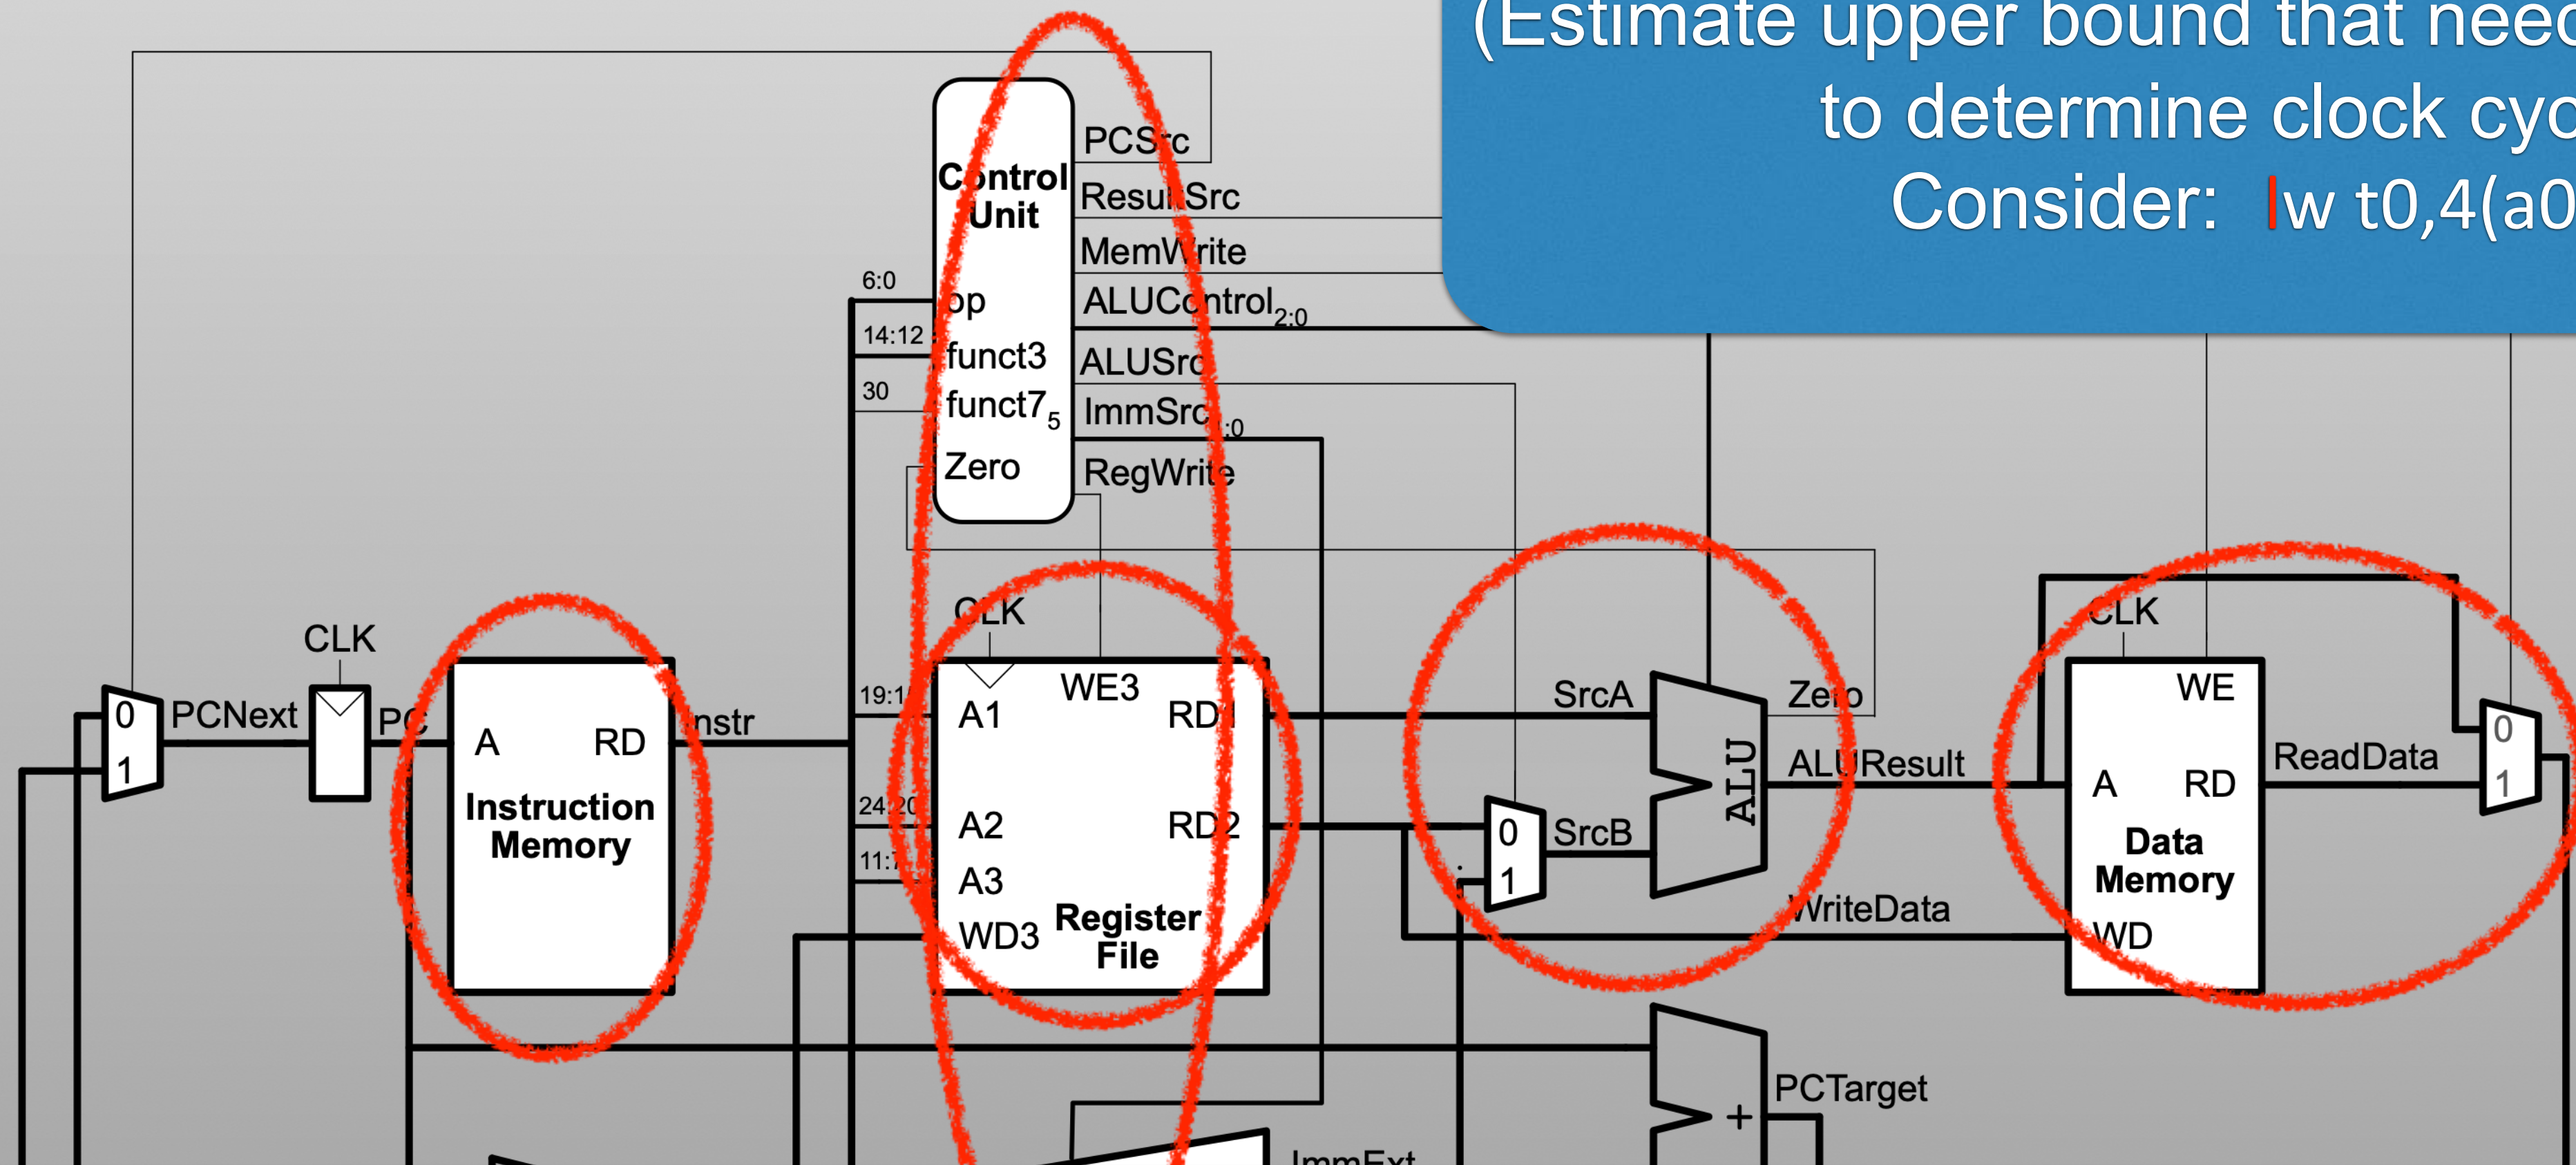 (Estimate upper bound that need
to determine clock cyc
Consider: lw t0,4(a0
PCSrc
Control
Unit
ResultSrc
MemWrite
6:0
op
ALUControl2:0
14:12
funct3
ALUSrc
30
funct75
ImmSrc1:0
Zero
RegWrite
CLK
CLK
CLK
0
PCNext
PC
A
RD
Instr
19:15
A1
WE3
RD1
SrcA
Zero
WE
0
1
Instruction
Memory
24:20
A2
RD2
0
SrcB
ALU
ALUResult
A
RD
ReadData
1
11:7
A3
1
Data
Memory
WD3
Register
File
WriteData
WD
+
PCTarget
ImmExt